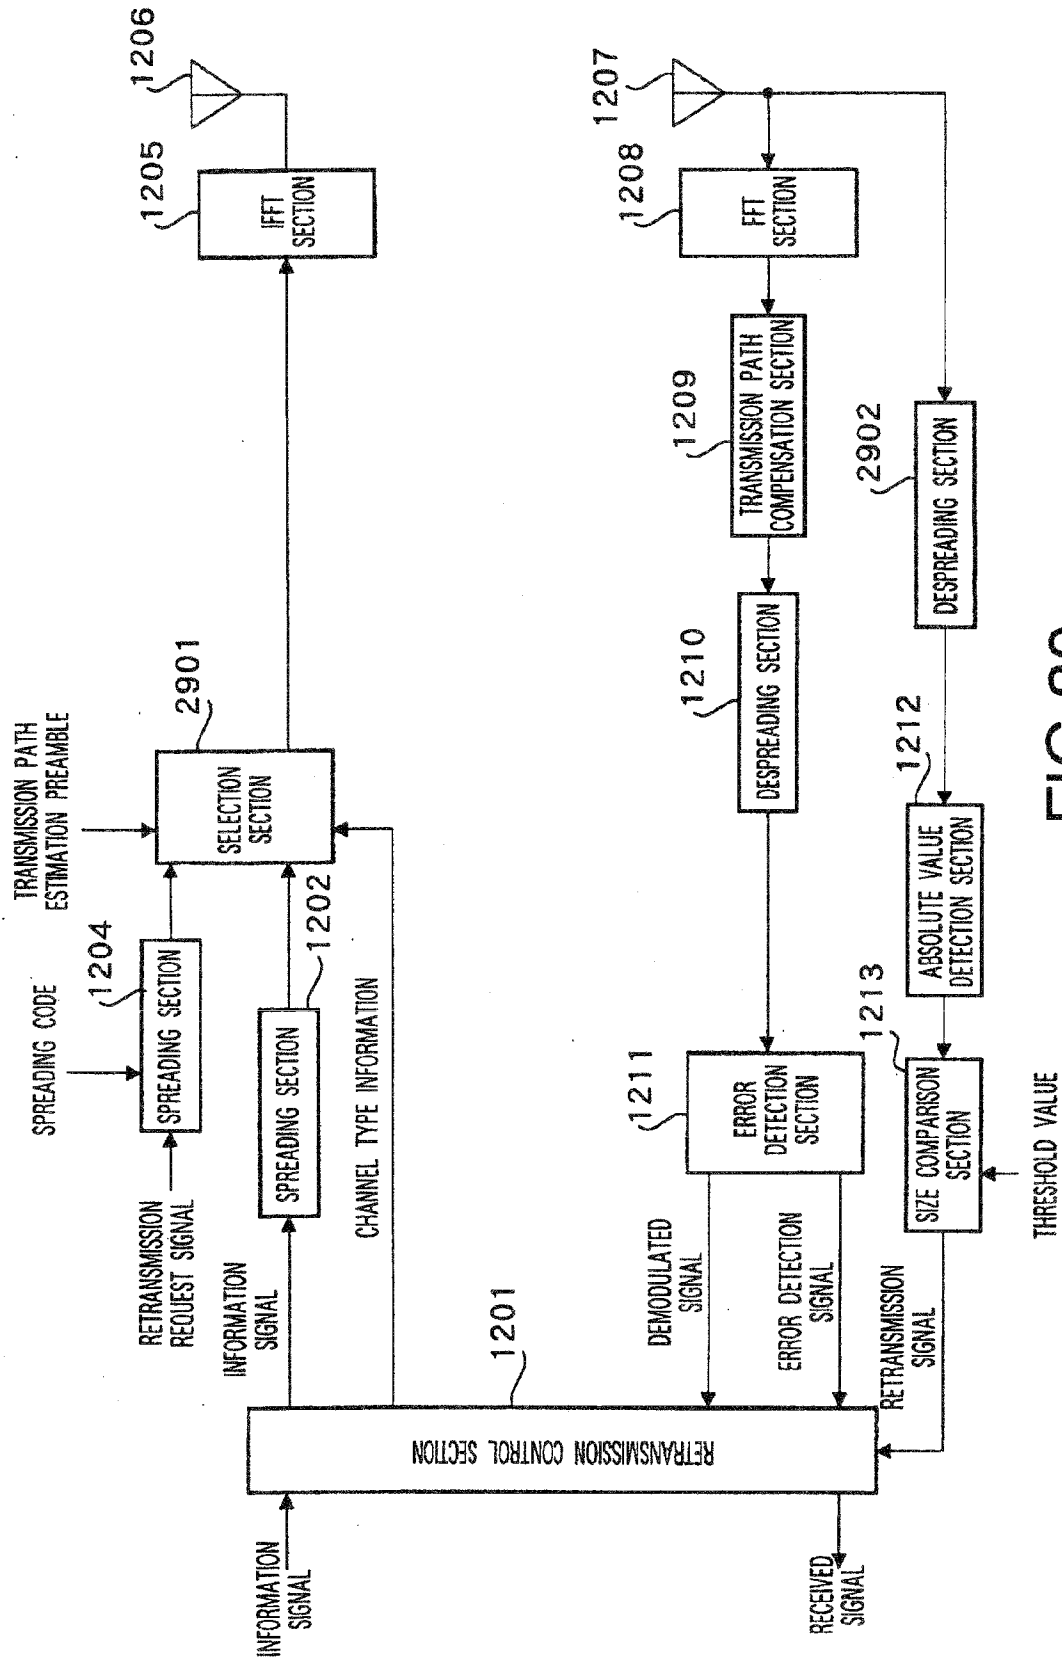 INFORMATION
SIGNAL
RETRANSMISSION CONTROL SECTION
1201
RECEIVED
SIGNAL
RETRANSMISSION
REQUEST SIGNAL
SPREADING CODE
SPREADING SECTION
1204
INFORMATION
SIGNAL
SPREADING SECTION
1202
CHANNEL TYPE INFORMATION
TRANSMISSION PATH
ESTIMATION PREAMBLE
SELECTION
SECTION
2901
IFFT
SECTION
1205
1206
1207
FFT
SECTION
1208
TRANSMISSION PATH
COMPENSATION SECTION
1209
DESPREADING SECTION
1210
ERROR
DETECTION
SECTION
1211
DEMODULATED
SIGNAL
ERROR DETECTION
SIGNAL
DESPREADING SECTION
2902
ABSOLUTE VALUE
DETECTION SECTION
1212
SIZE COMPARISON
SECTION
1213
THRESHOLD VALUE
RETRANSMISSION
SIGNAL